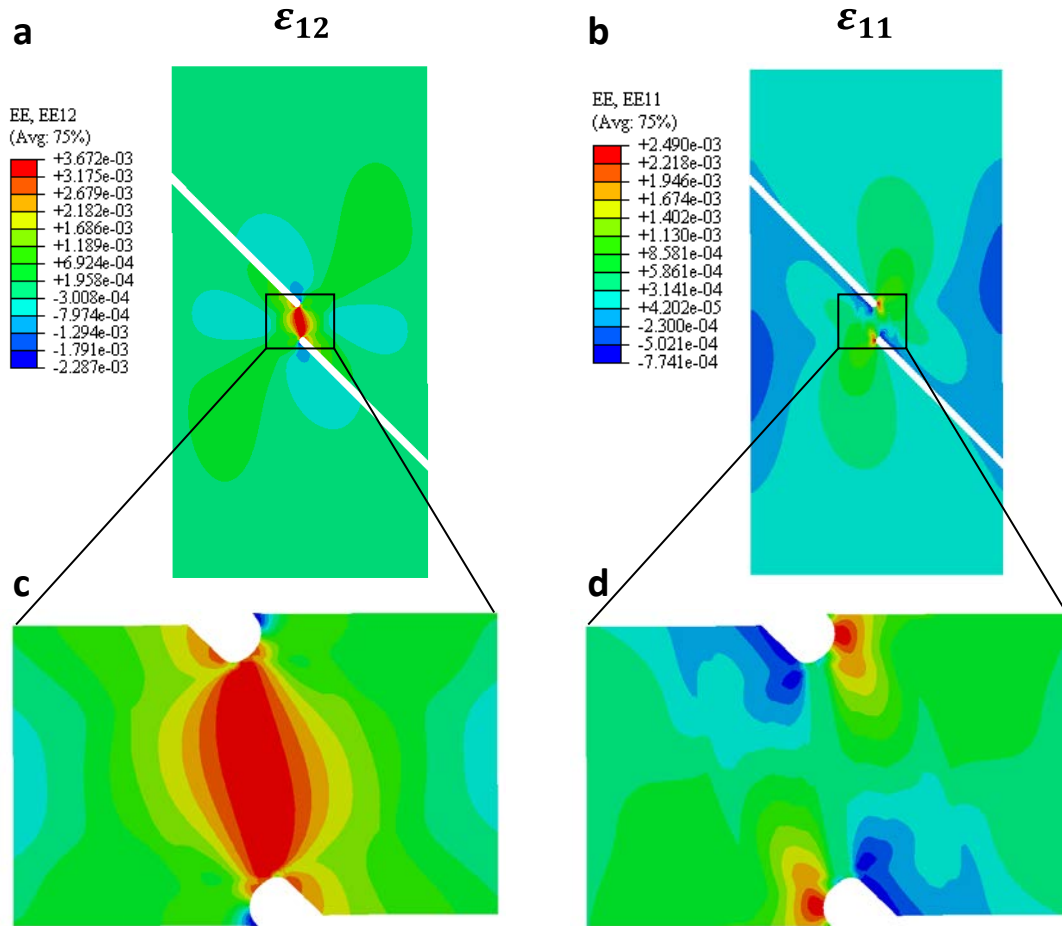 a
ε₁₂
EE, EE12
(Avg: 75%)
+3.672e-03
+3.175e-03
+2.679e-03
+2.182e-03
+1.686e-03
+1.189e-03
+6.924e-04
+1.958e-04
-3.008e-04
-7.974e-04
-1.294e-03
-1.791e-03
-2.287e-03
b
ε₁₁
EE, EE11
(Avg: 75%)
+2.490e-03
+2.218e-03
+1.946e-03
+1.674e-03
+1.402e-03
+1.130e-03
+8.581e-04
+5.861e-04
+3.141e-04
+4.202e-05
-2.300e-04
-5.021e-04
-7.741e-04
c
d